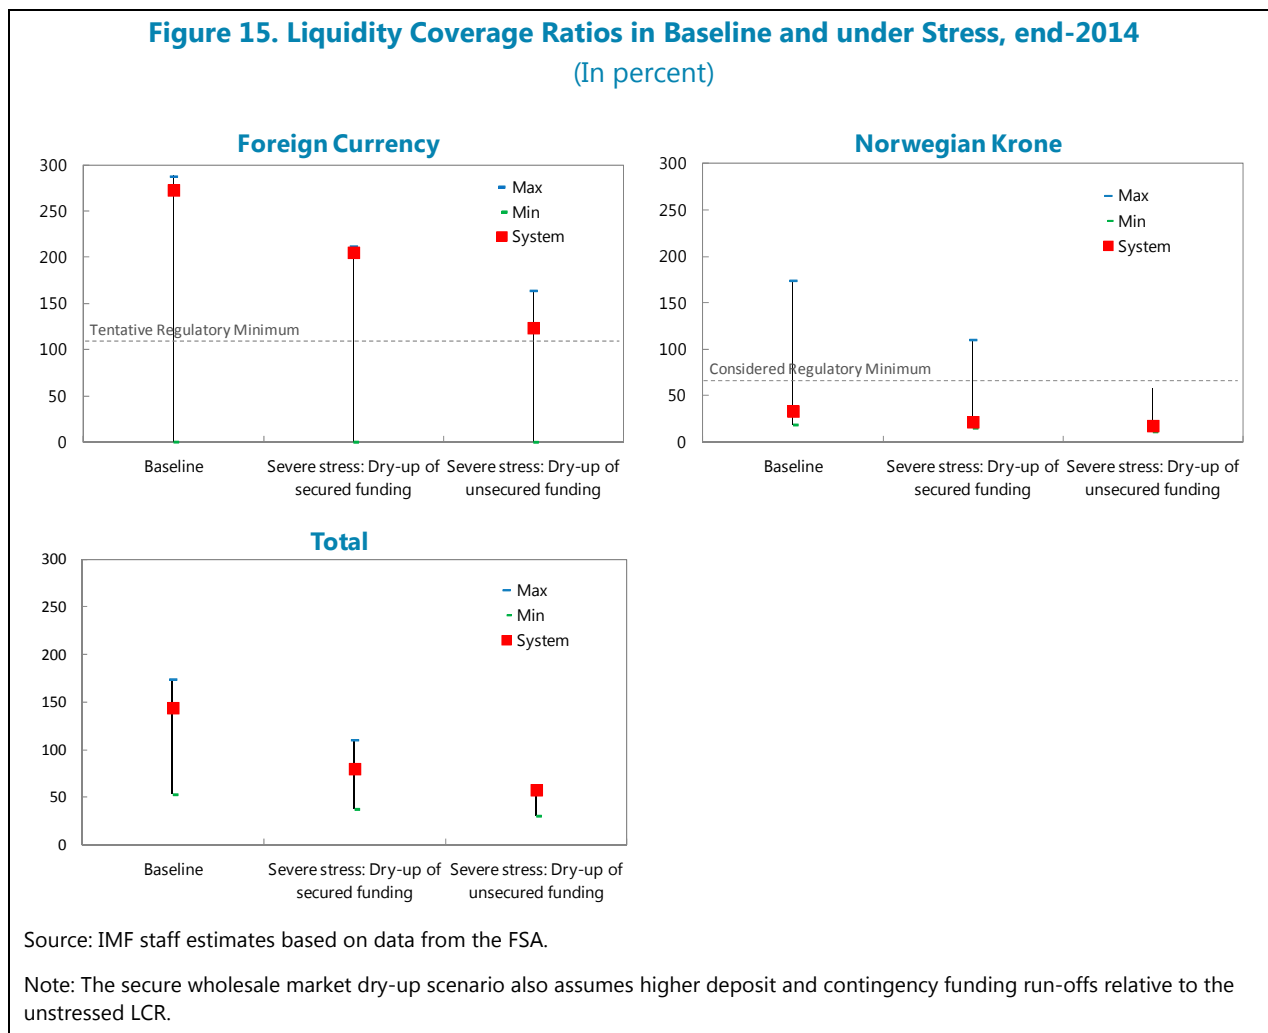 Figure 15. Liquidity Coverage Ratios in Baseline and under Stress, end-2014
(In percent)
Foreign Currency
300
250
200
150
100
50
0
Max
Min
System
Tentative Regulatory Minimum
Baseline
Severe stress: Dry-up of
secured funding
Severe stress: Dry-up of
unsecured funding
Norwegian Krone
300
250
200
150
100
50
0
Max
Min
System
Considered Regulatory Minimum
Baseline
Severe stress: Dry-up of
secured funding
Severe stress: Dry-up of
unsecured funding
Total
300
250
200
150
100
50
0
Max
Min
System
Baseline
Severe stress: Dry-up of
secured funding
Severe stress: Dry-up of
unsecured funding
Source: IMF staff estimates based on data from the FSA.
Note: The secure wholesale market dry-up scenario also assumes higher deposit and contingency funding run-offs relative to the
unstressed LCR.